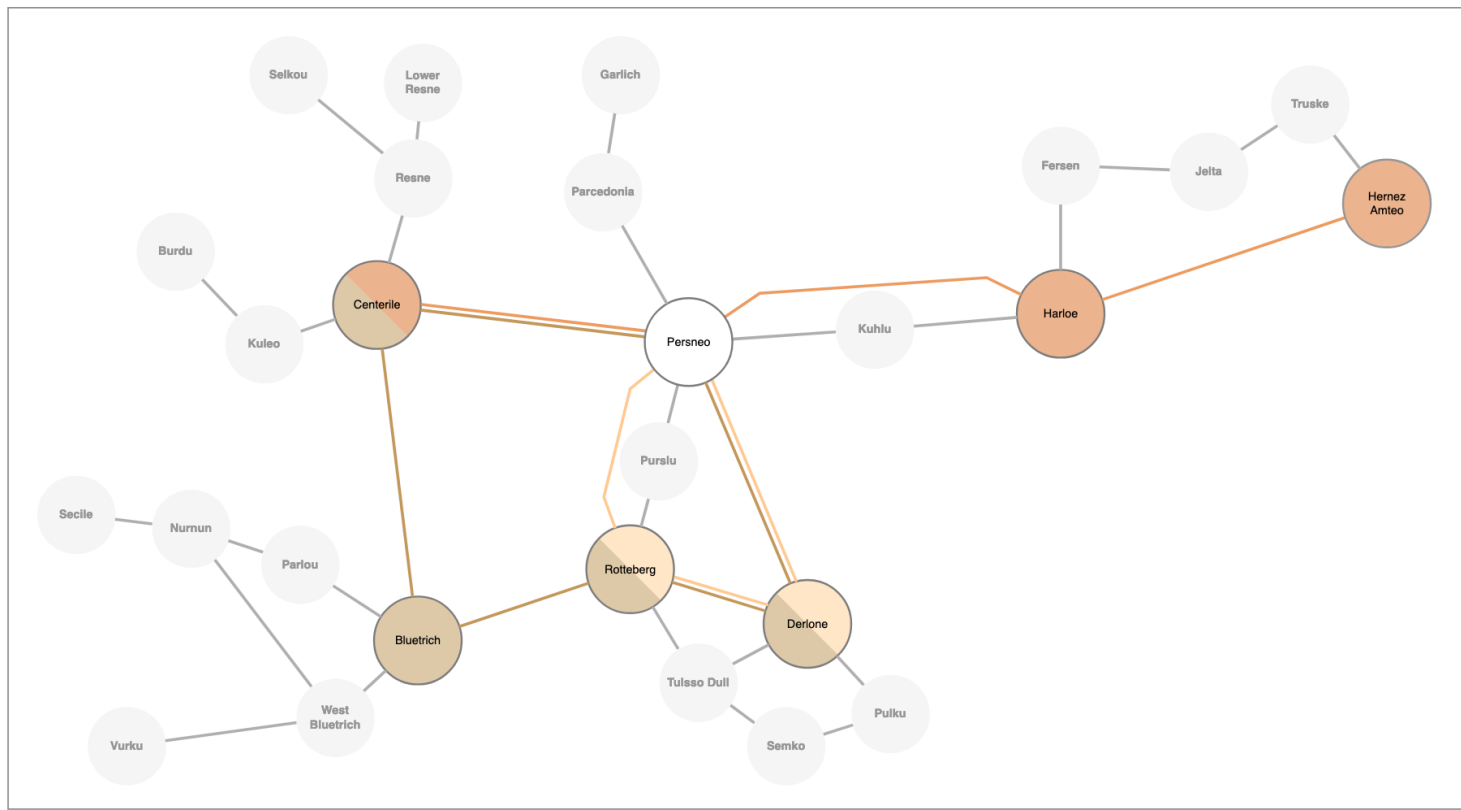 Selkou
Lower
Resne
Garlich
Truske
Resne
Parcedonia
Fersen
Jelta
Hernez
Amteo
Burdu
Centerile
Kuleo
Persneo
Kuhlu
Harloe
Purslu
Secile
Nurnun
Parlou
Rotteberg
Derlone
Bluetrich
Tulsso Dull
West
Bluetrich
Pulku
Vurku
Semko